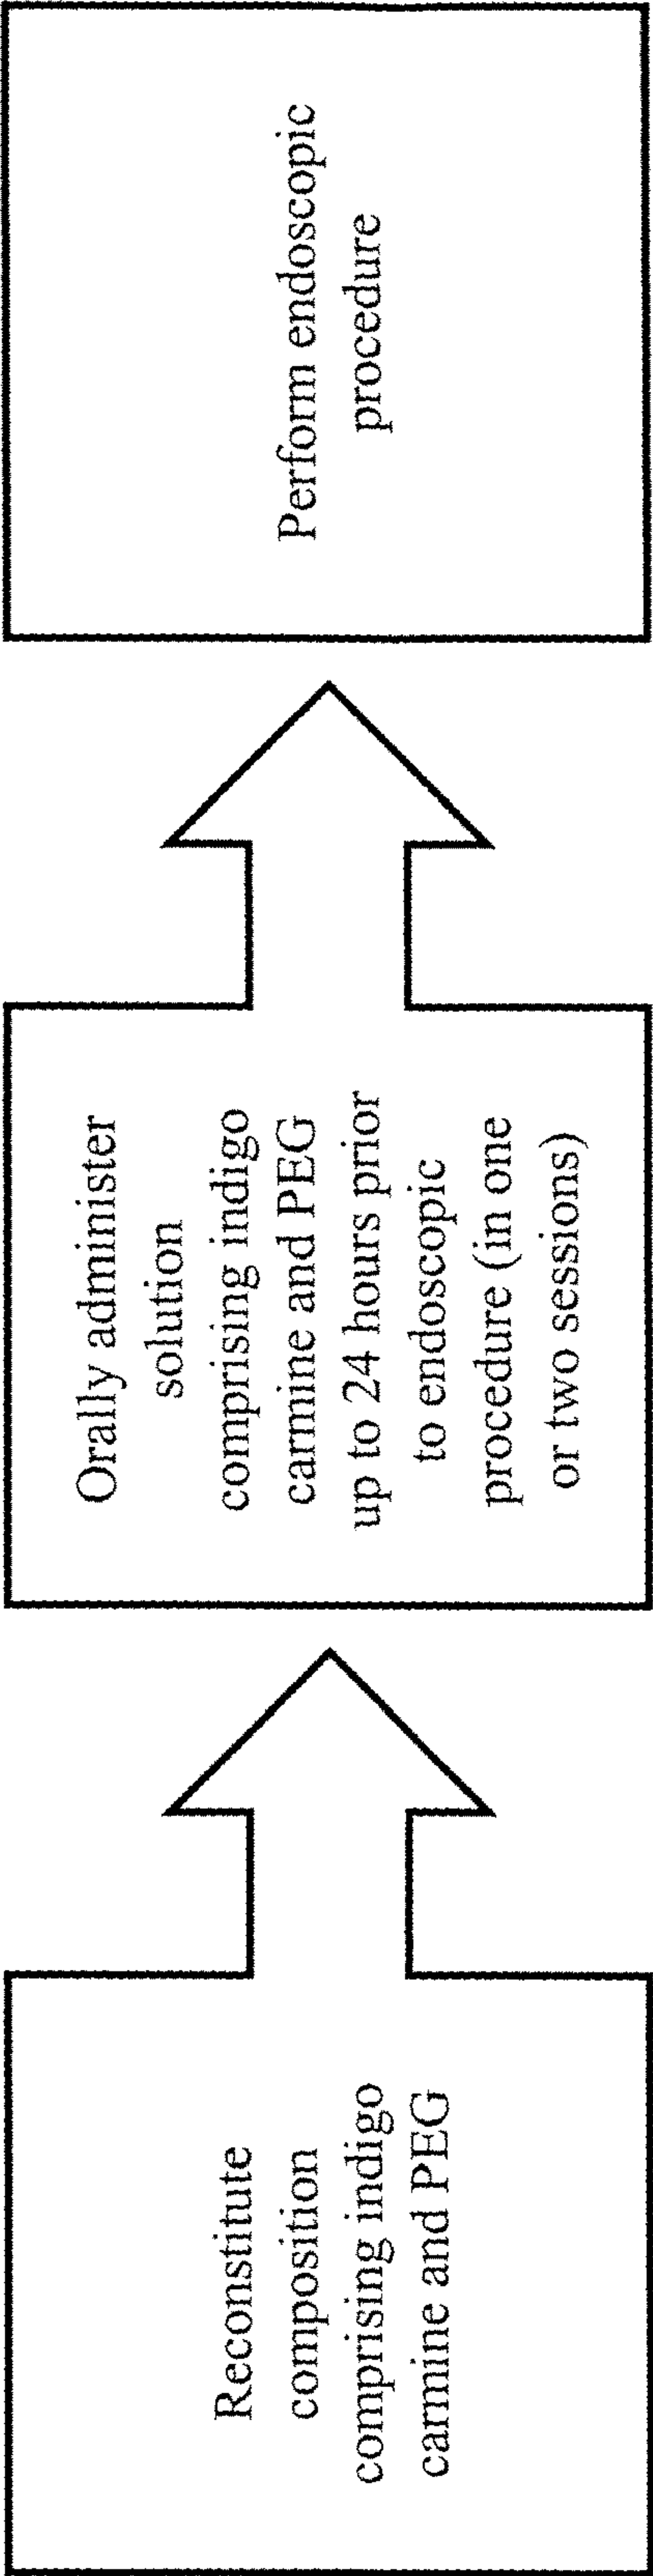 Reconstitute
composition
comprising indigo
carmine and PEG
Orally administer
solution
comprising indigo
carmine and PEG
up to 24 hours prior
to endoscopic
procedure (in one
or two sessions)
Perform endoscopic
procedure